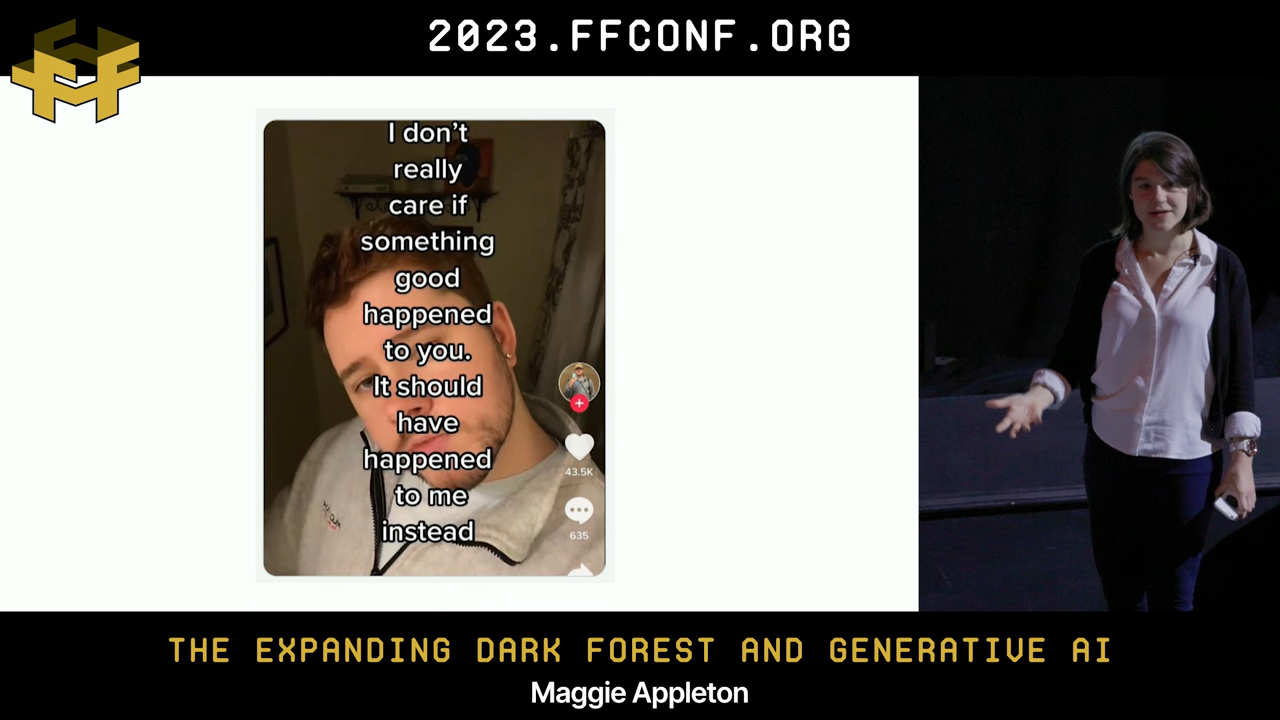 2023.FFCONF.ORG
I don't
really
care if
something
good
happened
to you.
It should
have
happened
to me
instead
43.5K
635
THE EXPANDING DARK FOREST AND GENERATIVE AI
Maggie Appleton